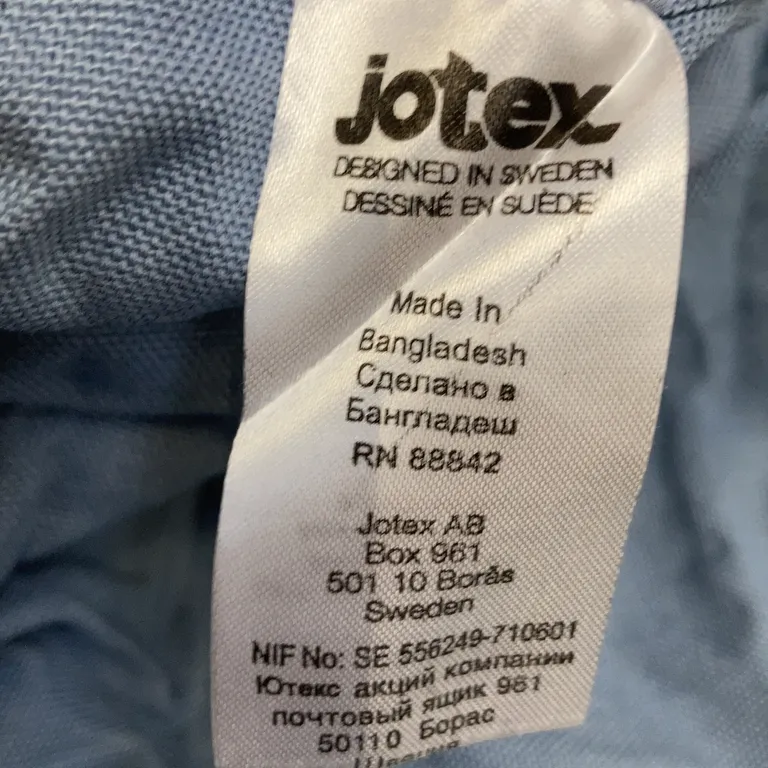 jotex
DESIGNED IN SWEDEN
DESSINÉ EN SUÈDE
Made In
Bangladesh
Сделано в
Бангладеш
RN 88842
Jotex AB
Box 961
501 10 Borås
Sweden
NIF No: SE 556249-710601
Ютекс акций компании
почтовый ящик 961
50110 Борас